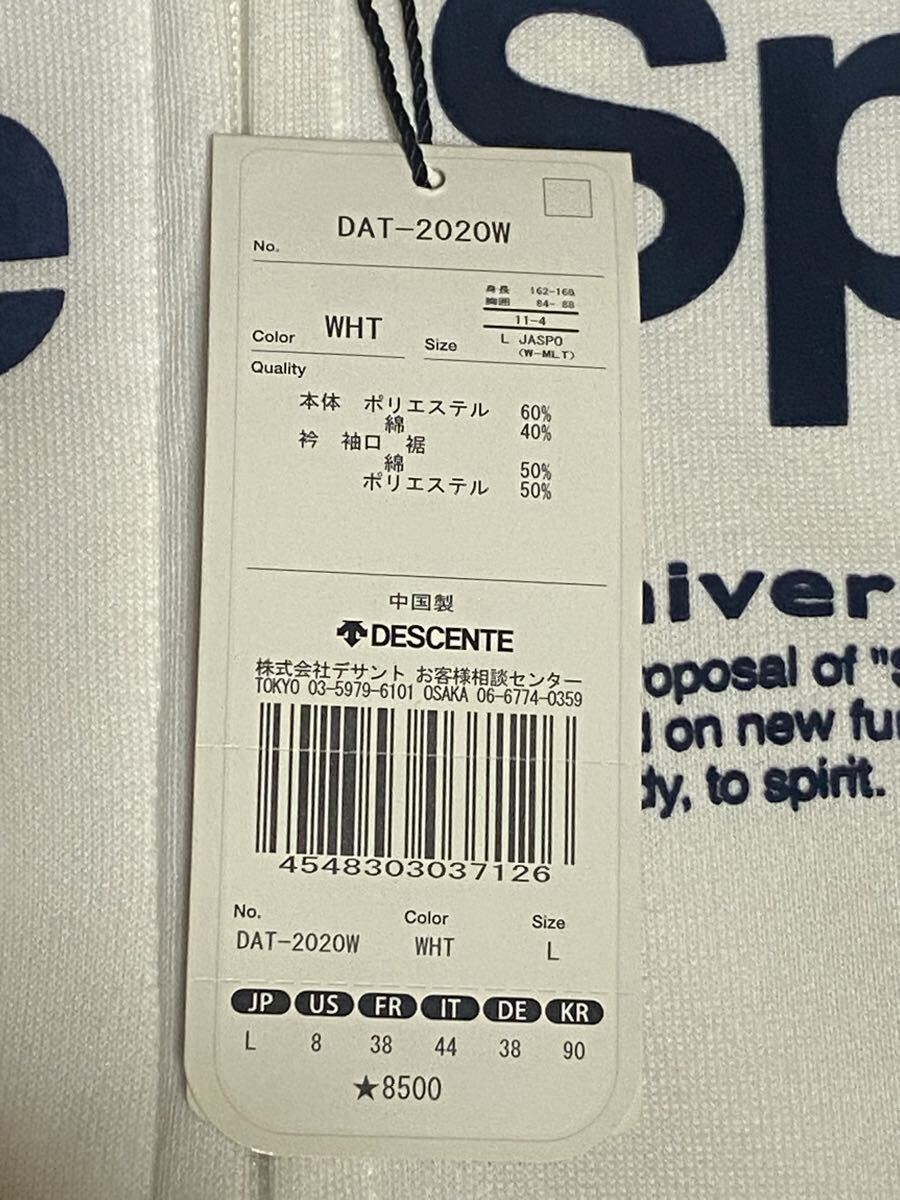 e
Sp
No. DAT-2020W
身長 162-168
胸囲 84- 88
11-4
Color WHT Size L JASPO
(W-MLT)
Quality
本体 ポリエステル 60%
綿 40%
衿 袖口 裾
綿 50%
ポリエステル 50%
中国製
DESCENTE
株式会社デサント お客様相談センター
TOKYO 03-5979-6101 OSAKA 06-6774-0359
4548303037126
No. Color Size
DAT-2020W WHT L
JP US FR IT DE KR
L 8 38 44 38 90
★8500
niver
oposal of "S
on new fu
dy, to spirit.